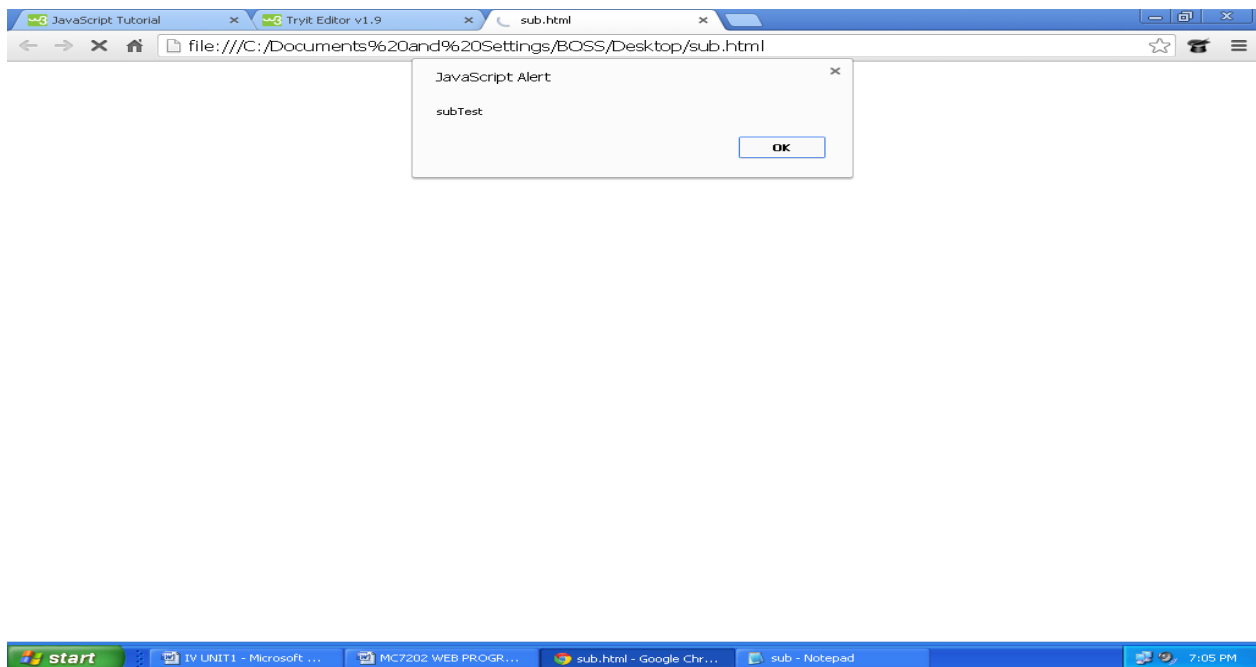 JavaScript Tutorial
Tryit Editor v1.9
sub.html
file:///C:/Documents%20and%20Settings/BOSS/Desktop/sub.html
JavaScript Alert
subTest
OK
start
IV UNIT1 - Microsoft ...
MC7202 WEB PROGR...
sub.html - Google Chr...
sub - Notepad
7:05 PM